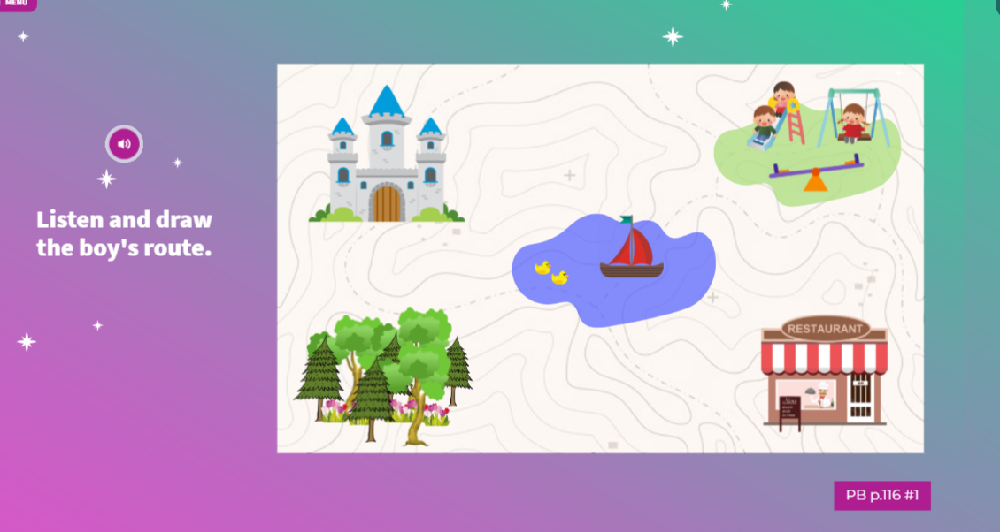 MENU
Listen and draw
the boy's route.
RESTAURANT
PB p.116 #1